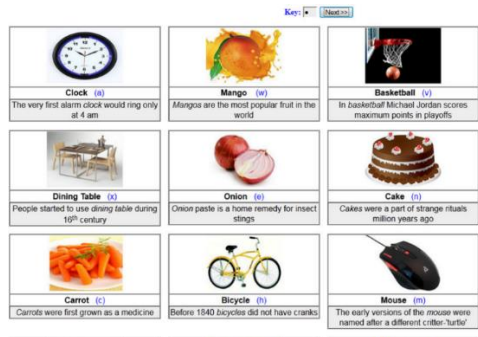 Key: • Next>>
Clock (a)
The very first alarm clock would ring only
at 4 am
Mango (w)
Mangos are the most popular fruit in the
world
Basketball (v)
In basketball Michael Jordan scores
maximum points in playoffs
Dining Table (x)
People started to use dining table during
16th century
Onion (e)
Onion paste is a home remedy for insect
stings
Cake (n)
Cakes were a part of strange rituals
million years ago
Carrot (c)
Carrots were first grown as a medicine
Bicycle (h)
Before 1840 bicycles did not have cranks
Mouse (m)
The early versions of the mouse were
named after a different critter-'turtle'